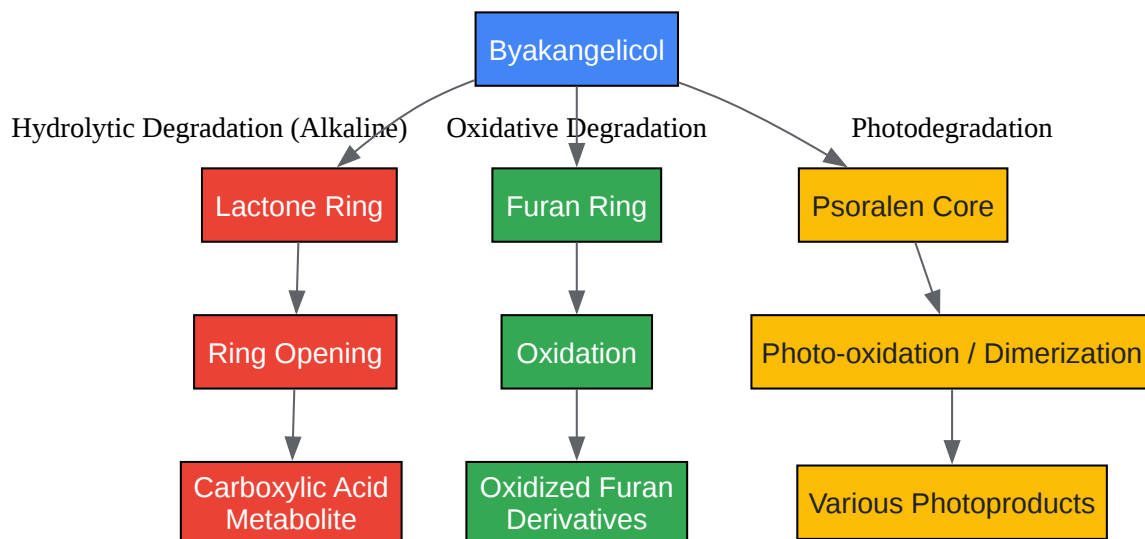 Byakangelicol
Hydrolytic Degradation (Alkaline)
Oxidative Degradation
Photodegradation
Lactone Ring
Furan Ring
Psoralen Core
Ring Opening
Oxidation
Photo-oxidation / Dimerization
Carboxylic Acid
Metabolite
Oxidized Furan
Derivatives
Various Photoproducts